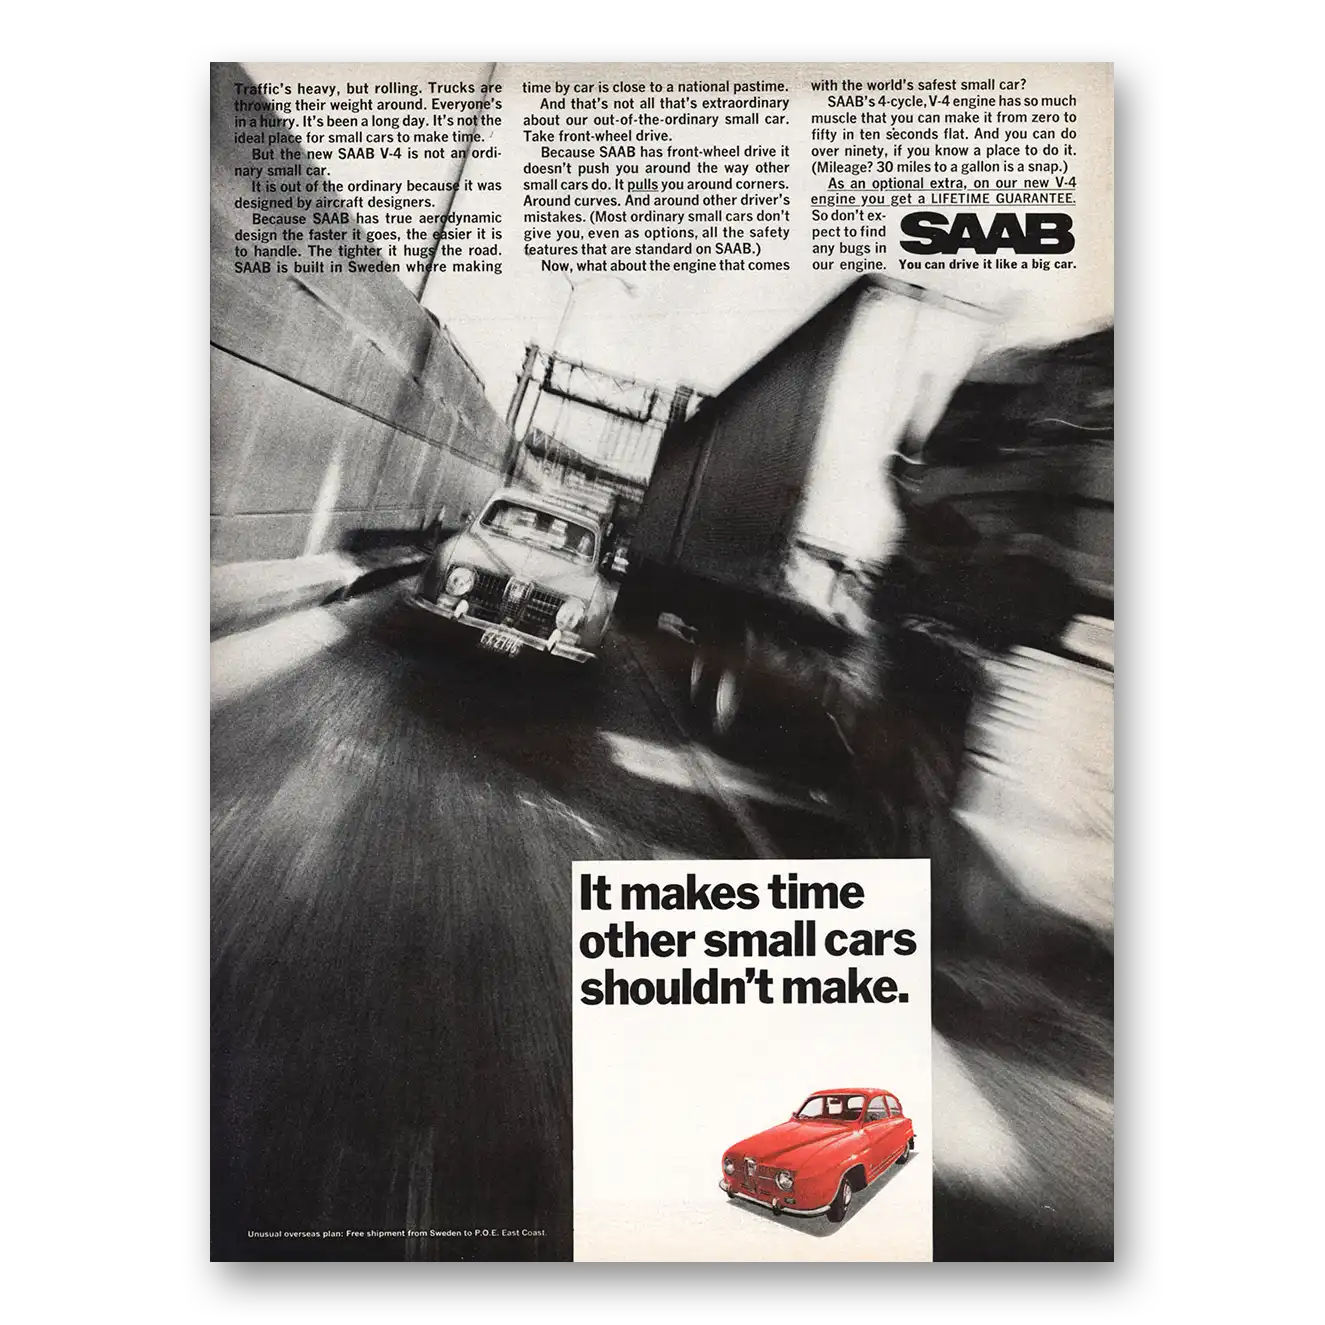 Traffic's heavy, but rolling. Trucks are
throwing their weight around. Everyone's
in a hurry. It's been a long day. It's not the
ideal place for small cars to make time.
But the new SAAB V-4 is not an ordi-
nary small car.
It is out of the ordinary because it was
designed by aircraft designers.
Because SAAB has true aerodynamic
design the faster it goes, the easier it is
to handle. The tighter it hugs the road.
SAAB is built in Sweden where making
time by car is close to a national pastime.
And that's not all that's extraordinary
about our out-of-the-ordinary small car.
Take front-wheel drive.
Because SAAB has front-wheel drive it
doesn't push you around the way other
small cars do. It pulls you around corners.
Around curves. And around other driver's
mistakes. (Most ordinary small cars don't
give you, even as options, all the safety
features that are standard on SAAB.)
Now, what about the engine that comes
with the world's safest small car?
SAAB's 4-cycle, V-4 engine has so much
muscle that you can make it from zero to
fifty in ten seconds flat. And you can do
over ninety, if you know a place to do it.
(Mileage? 30 miles to a gallon is a snap.)
As an optional extra, on our new V-4
engine you get a LIFETIME GUARANTEE.
So don't ex-
pect to find
any bugs in
our engine.
SAAB
You can drive it like a big car.
It makes time
other small cars
shouldn't make.
Unusual overseas plan: Free shipment from Sweden to P.O.E. East Coast.